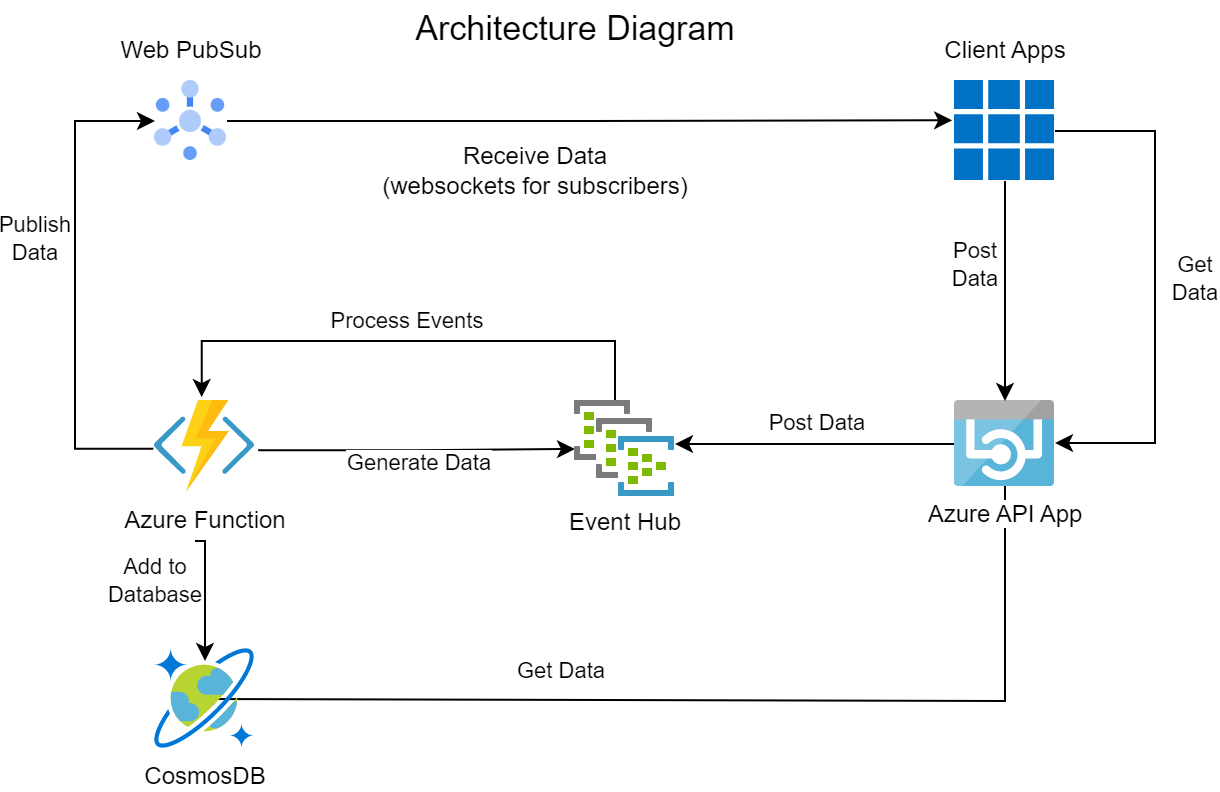 Architecture Diagram
Web PubSub
Client Apps
Receive Data
(websockets for subscribers)
Publish
Data
Post
Data
Get
Data
Process Events
Post Data
Generate Data
Azure Function
Event Hub
Azure API App
Add to
Database
Get Data
CosmosDB